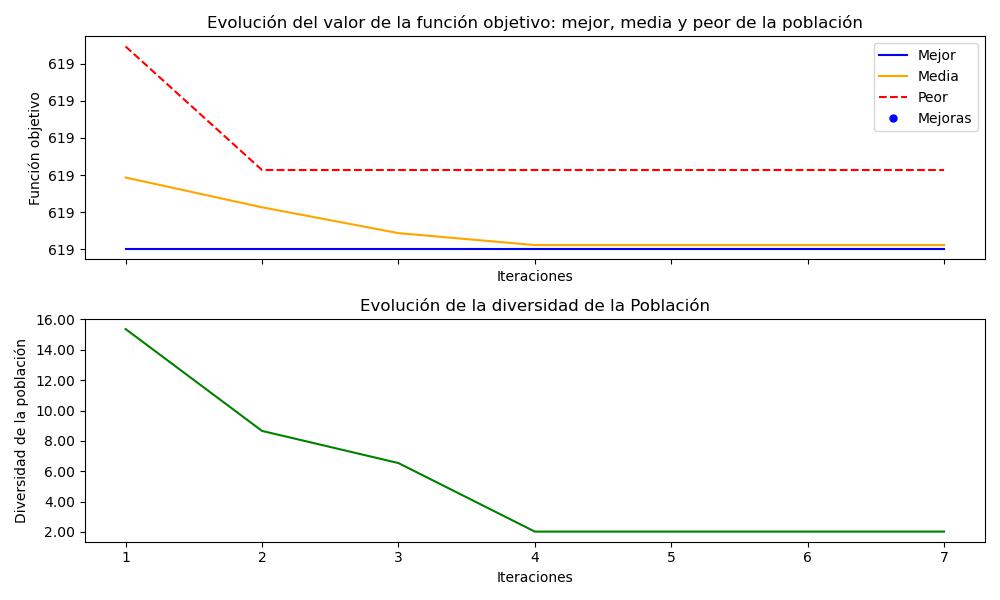 Evolución del valor de la función objetivo: mejor, media y peor de la población
Función objetivo
619
619
619
619
619
619
Mejor
Media
Peor
Mejoras
Iteraciones
Evolución de la diversidad de la Población
Diversidad de la población
16.00
14.00
12.00
10.00
8.00
6.00
4.00
2.00
1 2 3 4 5 6 7
Iteraciones